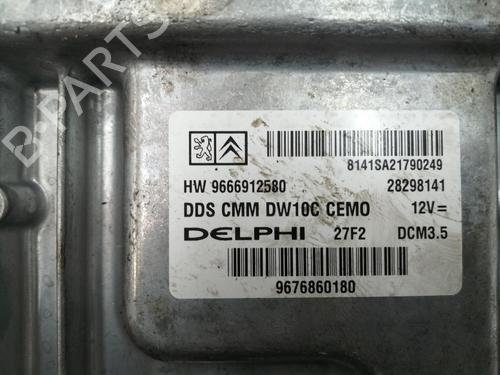 B-PARTS
8141SA21790249
HW 9666912580 28298141
DDS CMM DW10C CEMO 12V=
DELPHI 27F2 DCM3.5
9676860180